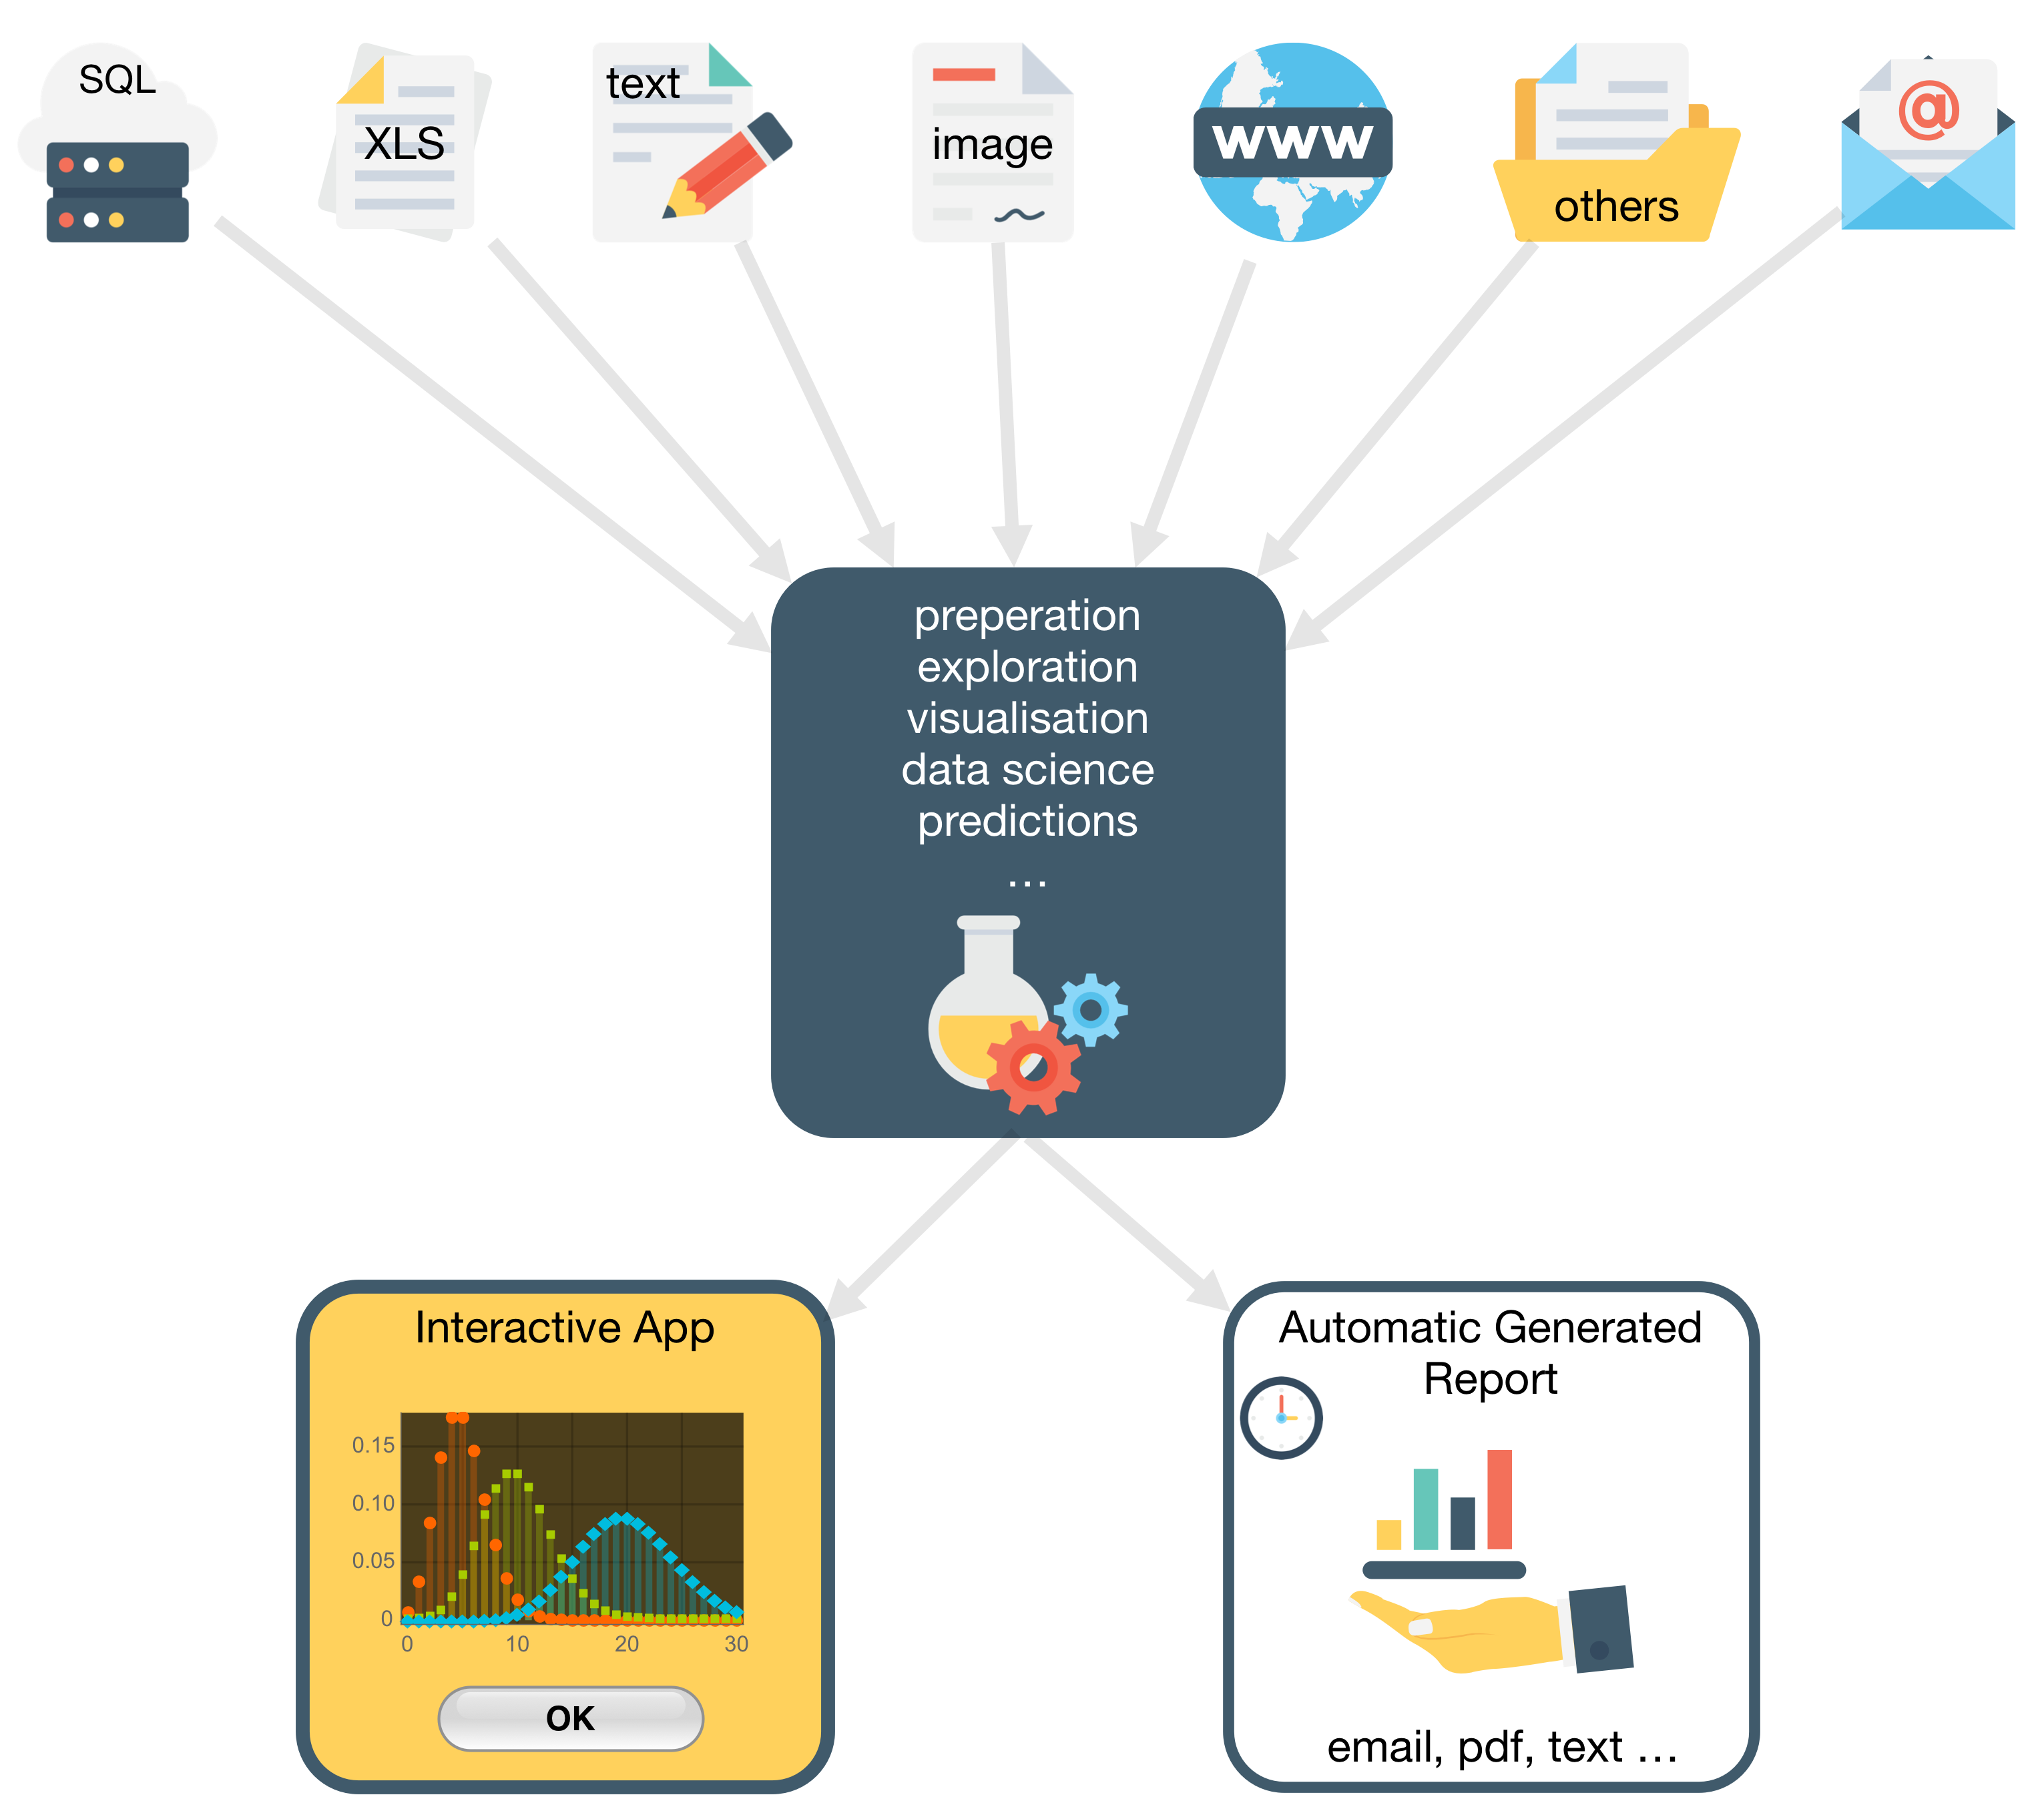 SQL
XLS
text
image
www
others
@
preperation
exploration
visualisation
data science
predictions
...
Interactive App
0.15
0.10
0.05
0
0 10 20 30
OK
Automatic Generated
Report
email, pdf, text ...